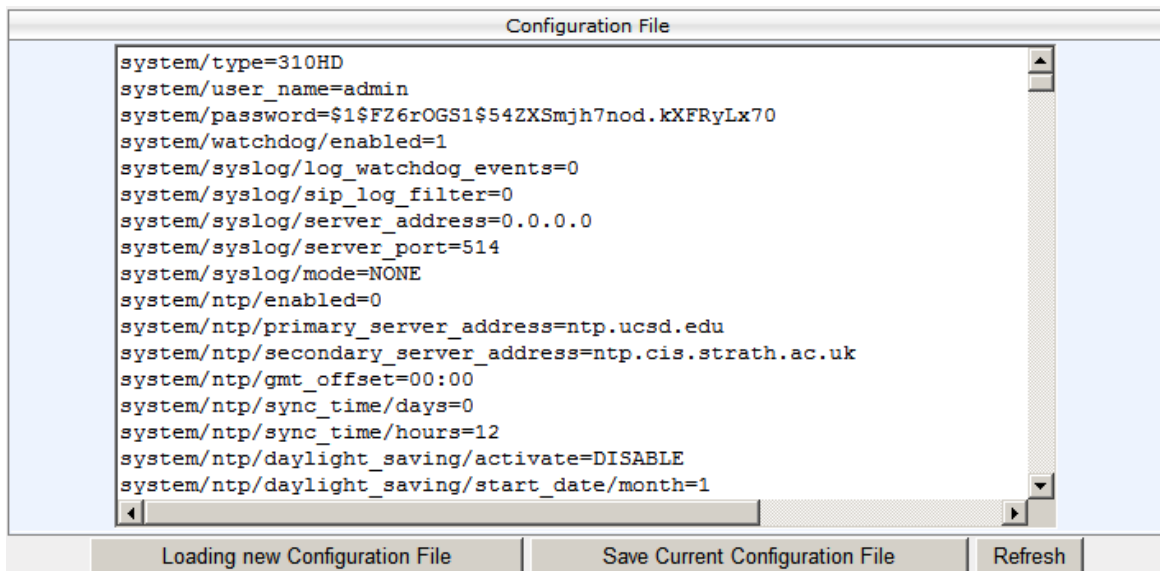 Configuration File
system/type=310HD
system/user_name=admin
system/password=$1$FZ6rOGS1$54ZXSmjh7nod.kXFRyLx70
system/watchdog/enabled=1
system/syslog/log_watchdog_events=0
system/syslog/sip_log_filter=0
system/syslog/server_address=0.0.0.0
system/syslog/server_port=514
system/syslog/mode=NONE
system/ntp/enabled=0
system/ntp/primary_server_address=ntp.ucsd.edu
system/ntp/secondary_server_address=ntp.cis.strath.ac.uk
system/ntp/gmt_offset=00:00
system/ntp/sync_time/days=0
system/ntp/sync_time/hours=12
system/ntp/daylight_saving/activate=DISABLE
system/ntp/daylight_saving/start_date/month=1
Loading new Configuration File Save Current Configuration File Refresh